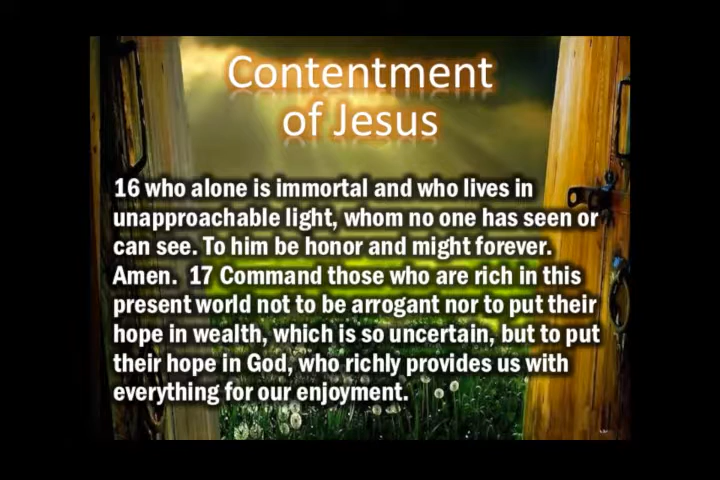 Contentment
of Jesus
16 who alone is immortal and who lives in
unapproachable light, whom no one has seen or
can see. To him be honor and might forever.
Amen.  17 Command those who are rich in this
present world not to be arrogant nor to put their
hope in wealth, which is so uncertain, but to put
their hope in God, who richly provides us with
everything for our enjoyment.